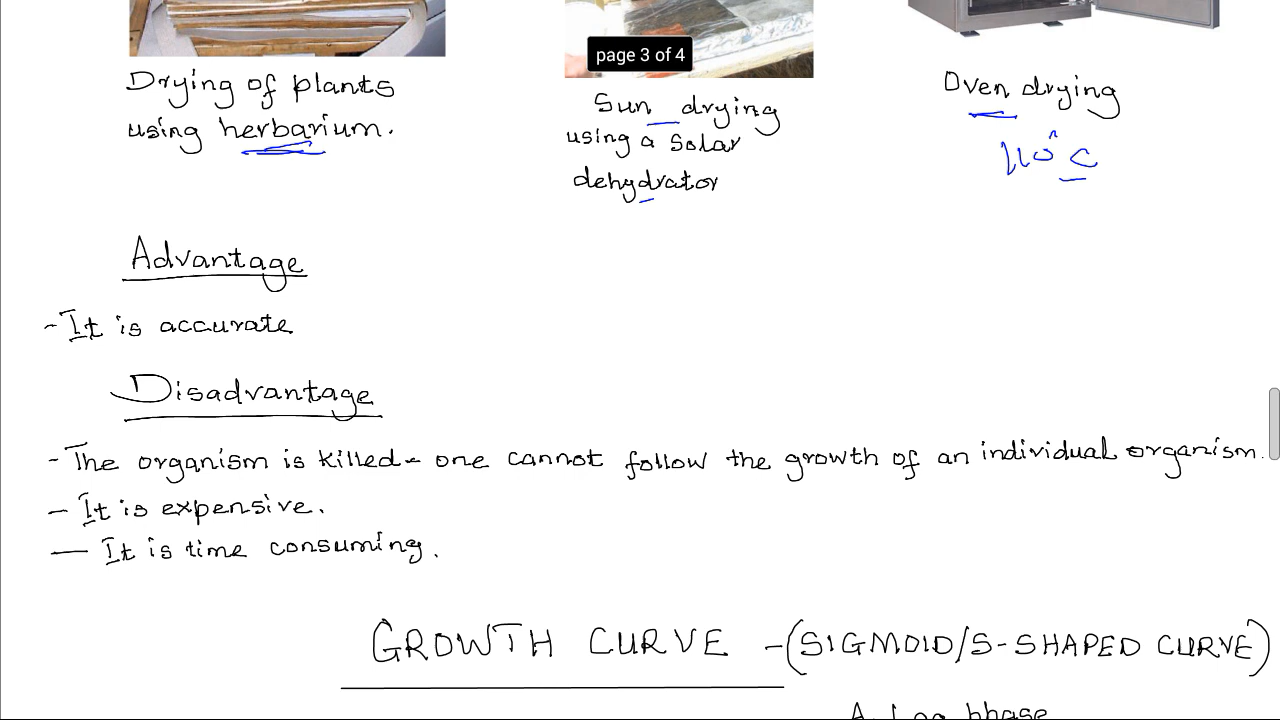 page 3 of 4
Drying of plants
using herbarium.
Sun drying
using a Solar
dehydrator
Oven drying
110°C
Advantage
- It is accurate
Disadvantage
- The organism is killed - one cannot follow the growth of an individual organism.
- It is expensive.
- It is time consuming.
GROWTH CURVE - (SIGMOID/S-SHAPED CURVE)
A. Lag phase